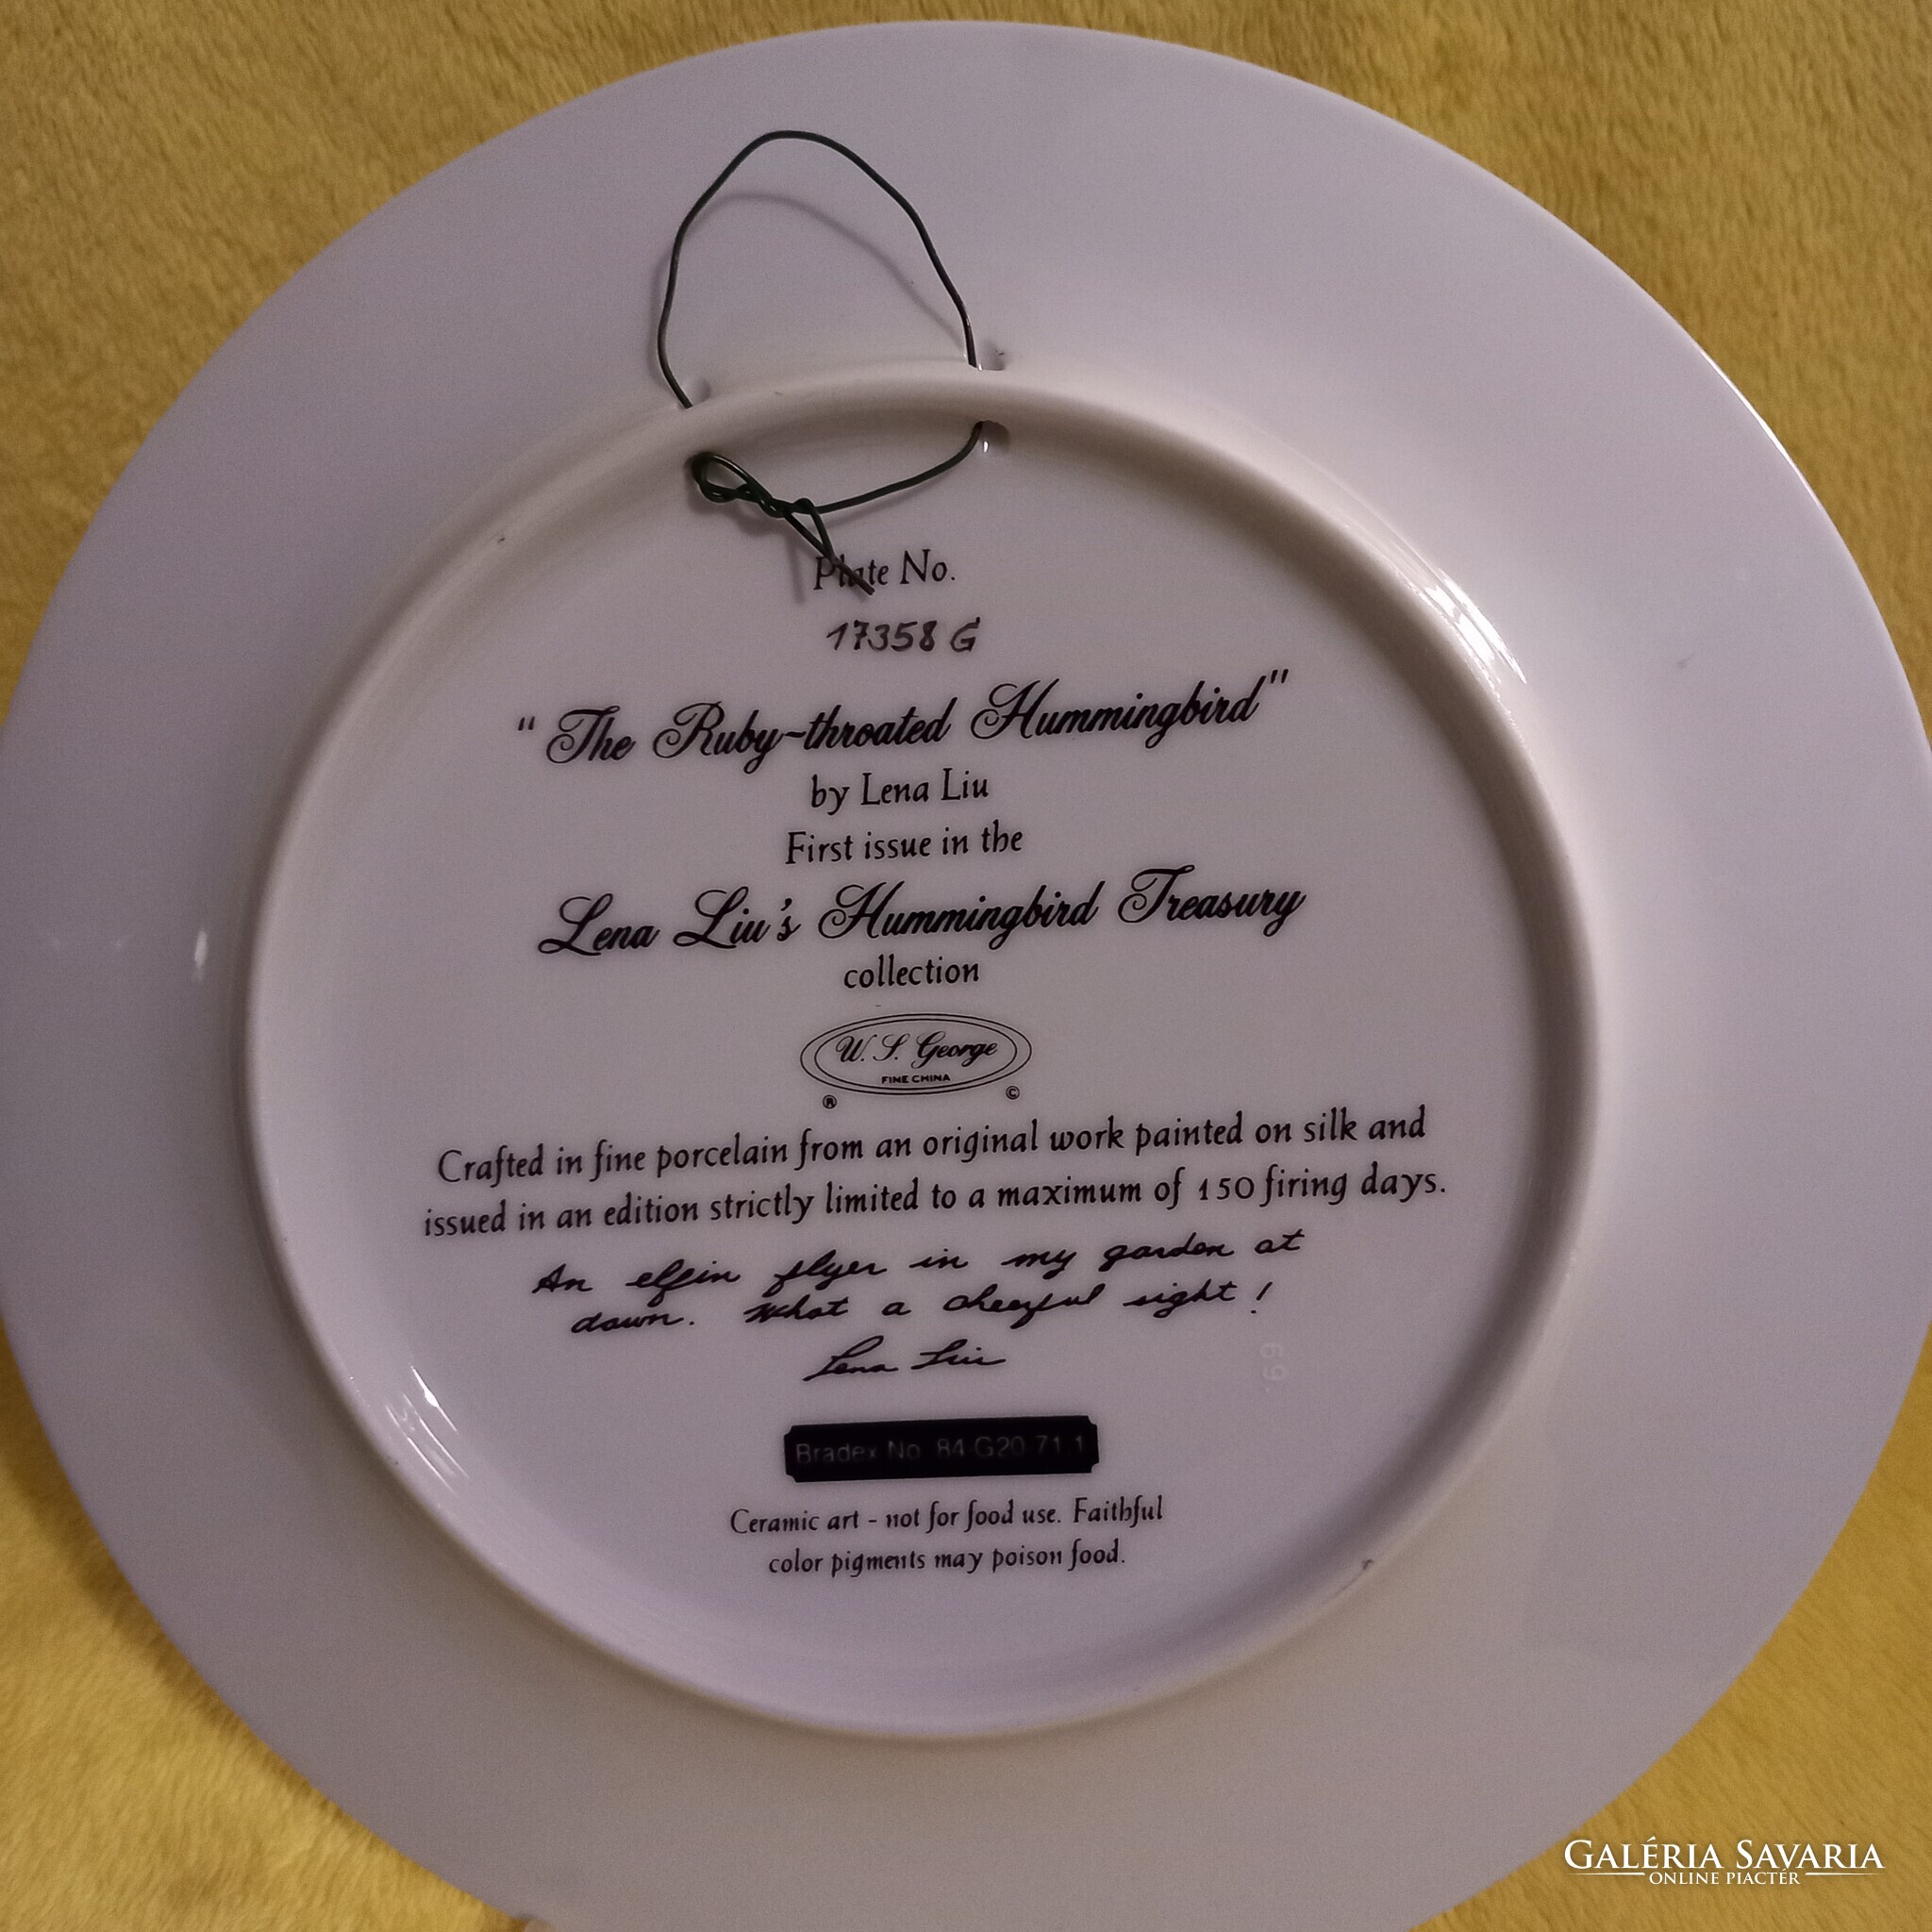 Plate No.
17358 G
"The Ruby~throated Hummingbird"
by Lena Liu
First issue in the
Lena Liu's Hummingbird Treasury
collection
W. S. George
FINE CHINA
® ©
Crafted in fine porcelain from an original work painted on silk and
issued in an edition strictly limited to a maximum of 150 firing days.
An elfin flyer in my garden at
dawn. What a cheerful sight!
Lena Liu
69.
Bradex No. 84-G20-71.1
Ceramic art - not for food use. Faithful
color pigments may poison food.
GALÉRIA SAVARIA
ONLINE PIACTÉR